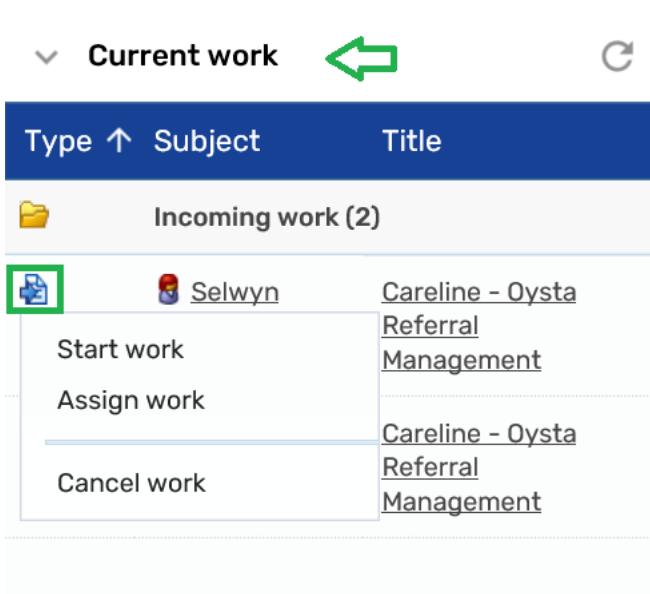 Current work
Type Subject Title
Incoming work (2)
Selwyn Careline - Oysta
Referral
Management
Start work
Assign work
Cancel work
Careline - Oysta
Referral
Management